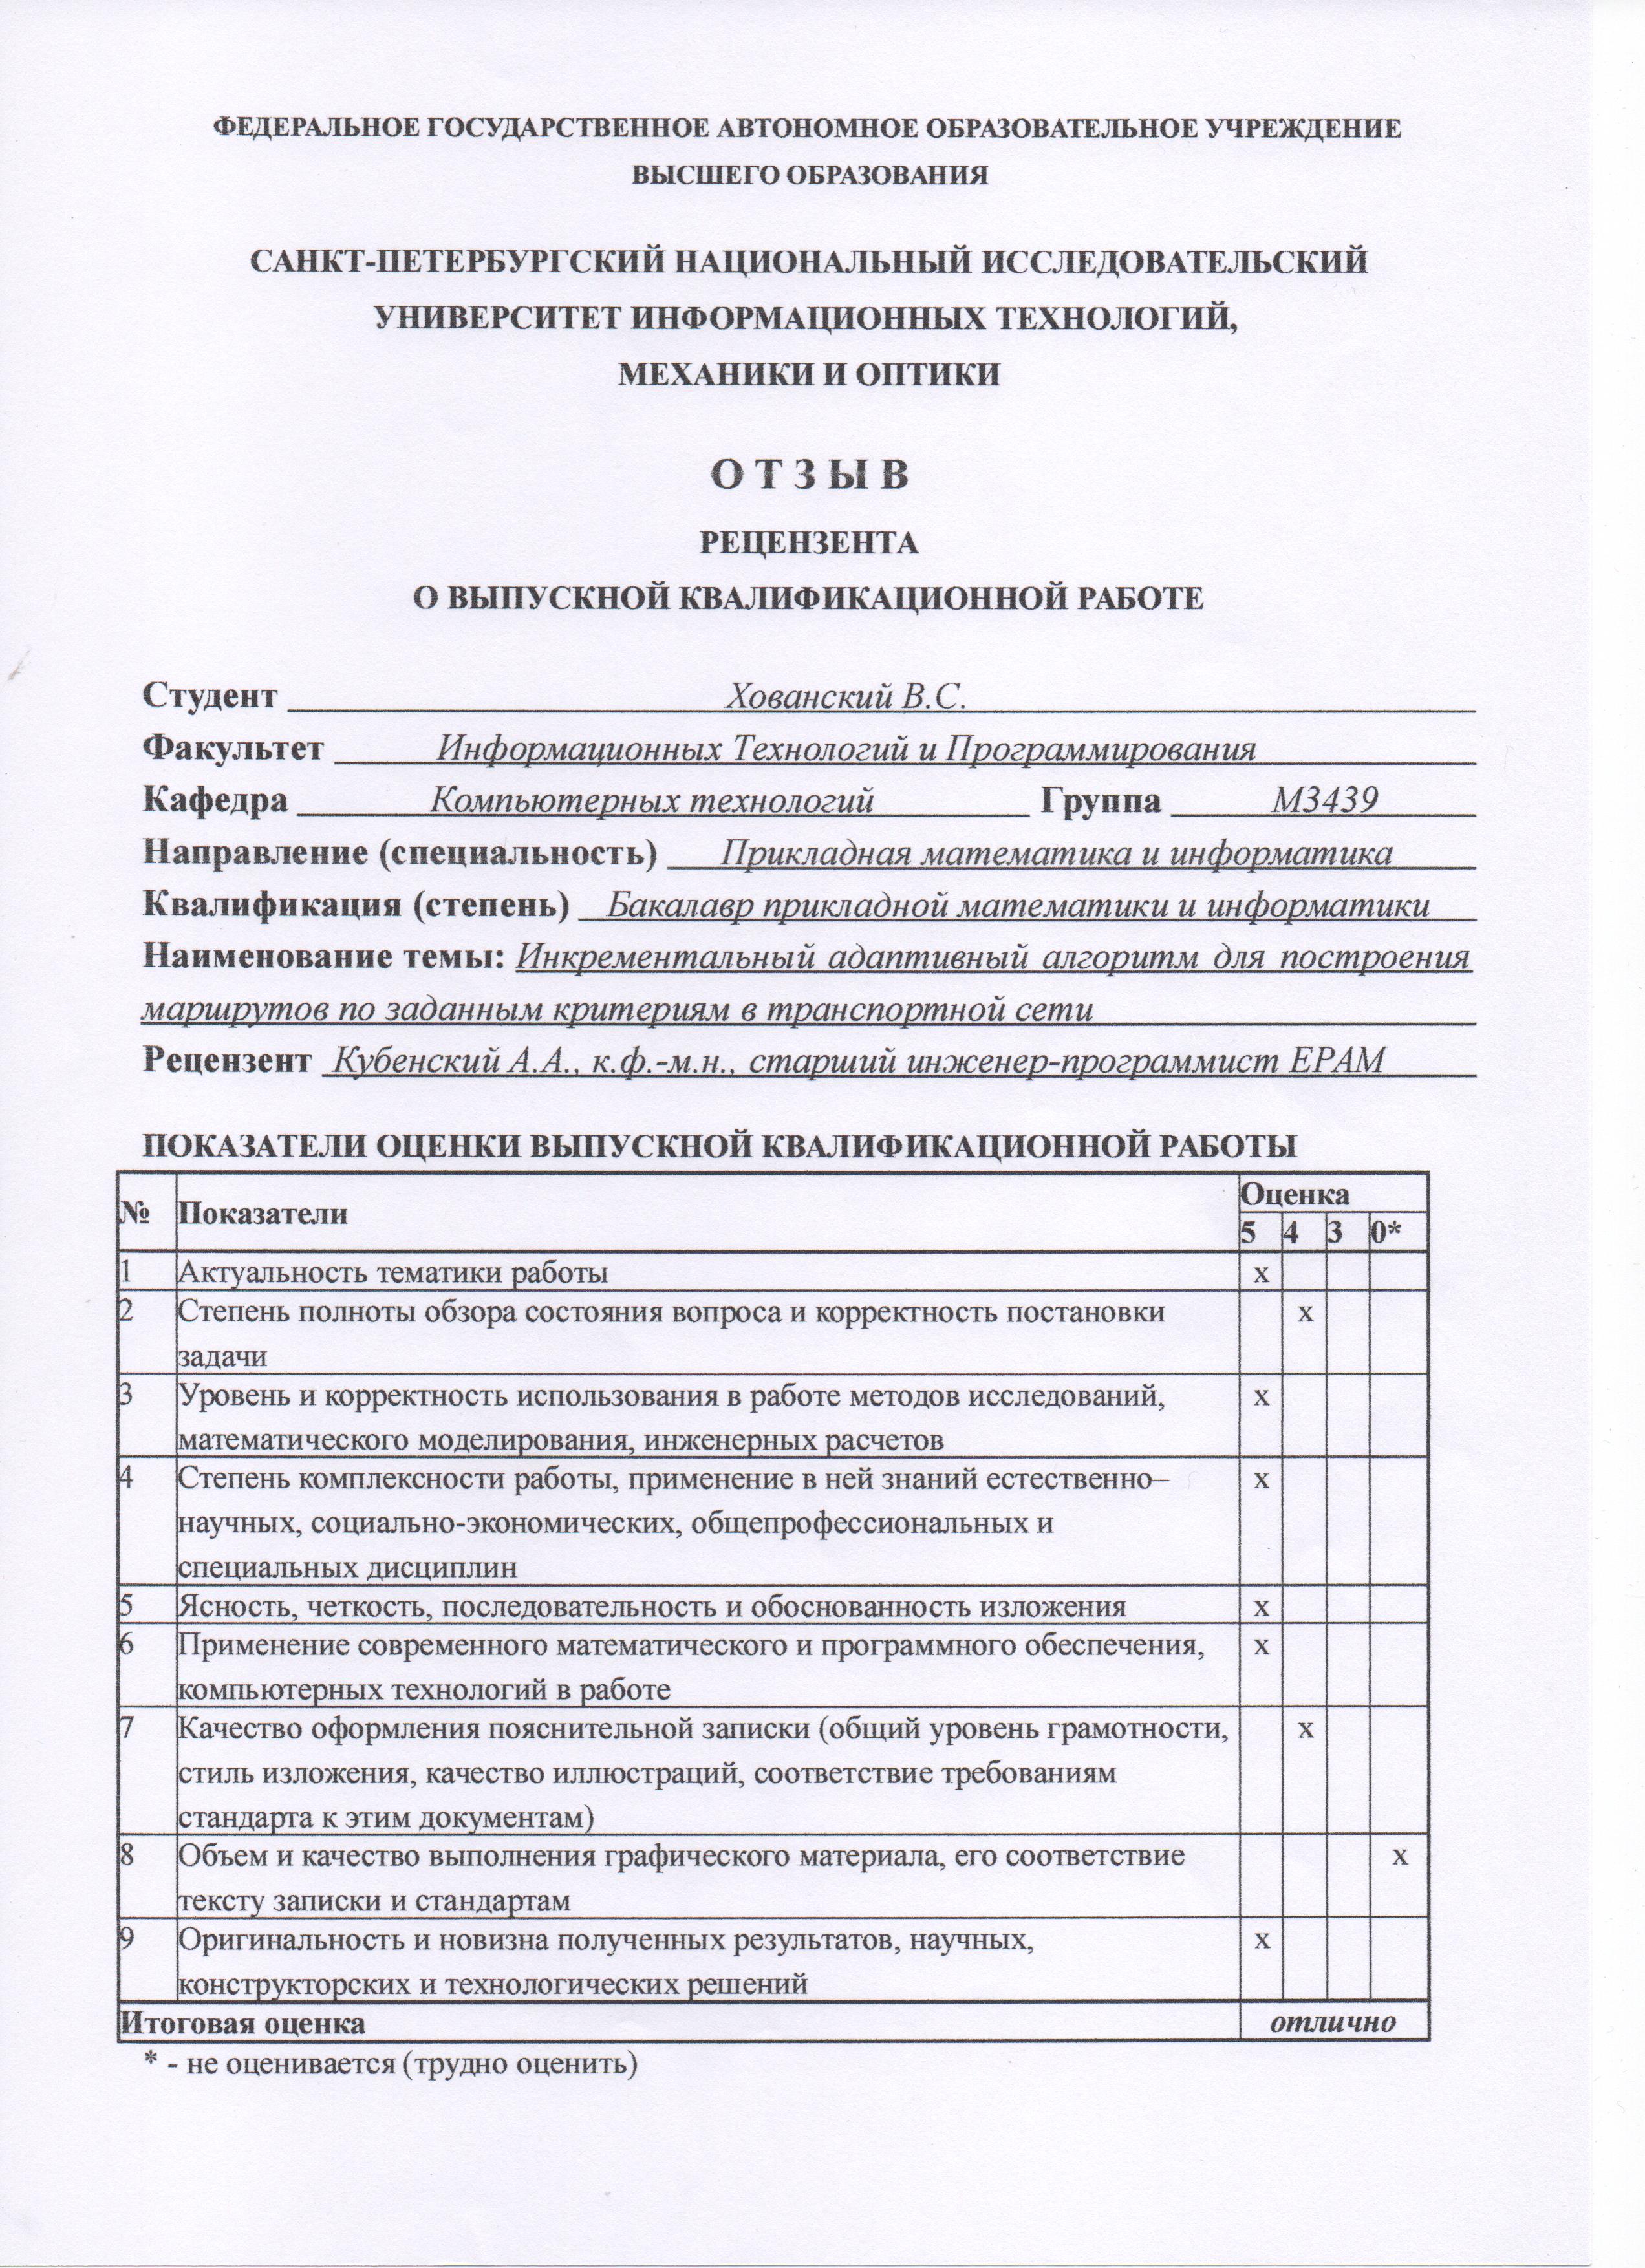 ФЕДЕРАЛЬНОЕ ГОСУДАРСТВЕННОЕ АВТОНОМНОЕ ОБРАЗОВАТЕЛЬНОЕ УЧРЕЖДЕНИЕ
ВЫСШЕГО ОБРАЗОВАНИЯ
САНКТ-ПЕТЕРБУРГСКИЙ НАЦИОНАЛЬНЫЙ ИССЛЕДОВАТЕЛЬСКИЙ
УНИВЕРСИТЕТ ИНФОРМАЦИОННЫХ ТЕХНОЛОГИЙ,
МЕХАНИКИ И ОПТИКИ
О Т З Ы В
РЕЦЕНЗЕНТА
О ВЫПУСКНОЙ КВАЛИФИКАЦИОННОЙ РАБОТЕ
Студент Хованский В.С.
Факультет Информационных Технологий и Программирования
Кафедра Компьютерных технологий Группа М3439
Направление (специальность) Прикладная математика и информатика
Квалификация (степень) Бакалавр прикладной математики и информатики
Наименование темы: Инкрементальный адаптивный алгоритм для построения
маршрутов по заданным критериям в транспортной сети
Рецензент Кубенский А.А., к.ф.-м.н., старший инженер-программист EPAM
ПОКАЗАТЕЛИ ОЦЕНКИ ВЫПУСКНОЙ КВАЛИФИКАЦИОННОЙ РАБОТЫ
№ Показатели Оценка
5 4 3 0*
1 Актуальность тематики работы х
2 Степень полноты обзора состояния вопроса и корректность постановки х
задачи
3 Уровень и корректность использования в работе методов исследований, х
математического моделирования, инженерных расчетов
4 Степень комплексности работы, применение в ней знаний естественно– х
научных, социально-экономических, общепрофессиональных и
специальных дисциплин
5 Ясность, четкость, последовательность и обоснованность изложения х
6 Применение современного математического и программного обеспечения, х
компьютерных технологий в работе
7 Качество оформления пояснительной записки (общий уровень грамотности, х
стиль изложения, качество иллюстраций, соответствие требованиям
стандарта к этим документам)
8 Объем и качество выполнения графического материала, его соответствие х
тексту записки и стандартам
9 Оригинальность и новизна полученных результатов, научных, х
конструкторских и технологических решений
Итоговая оценка отлично
* - не оценивается (трудно оценить)